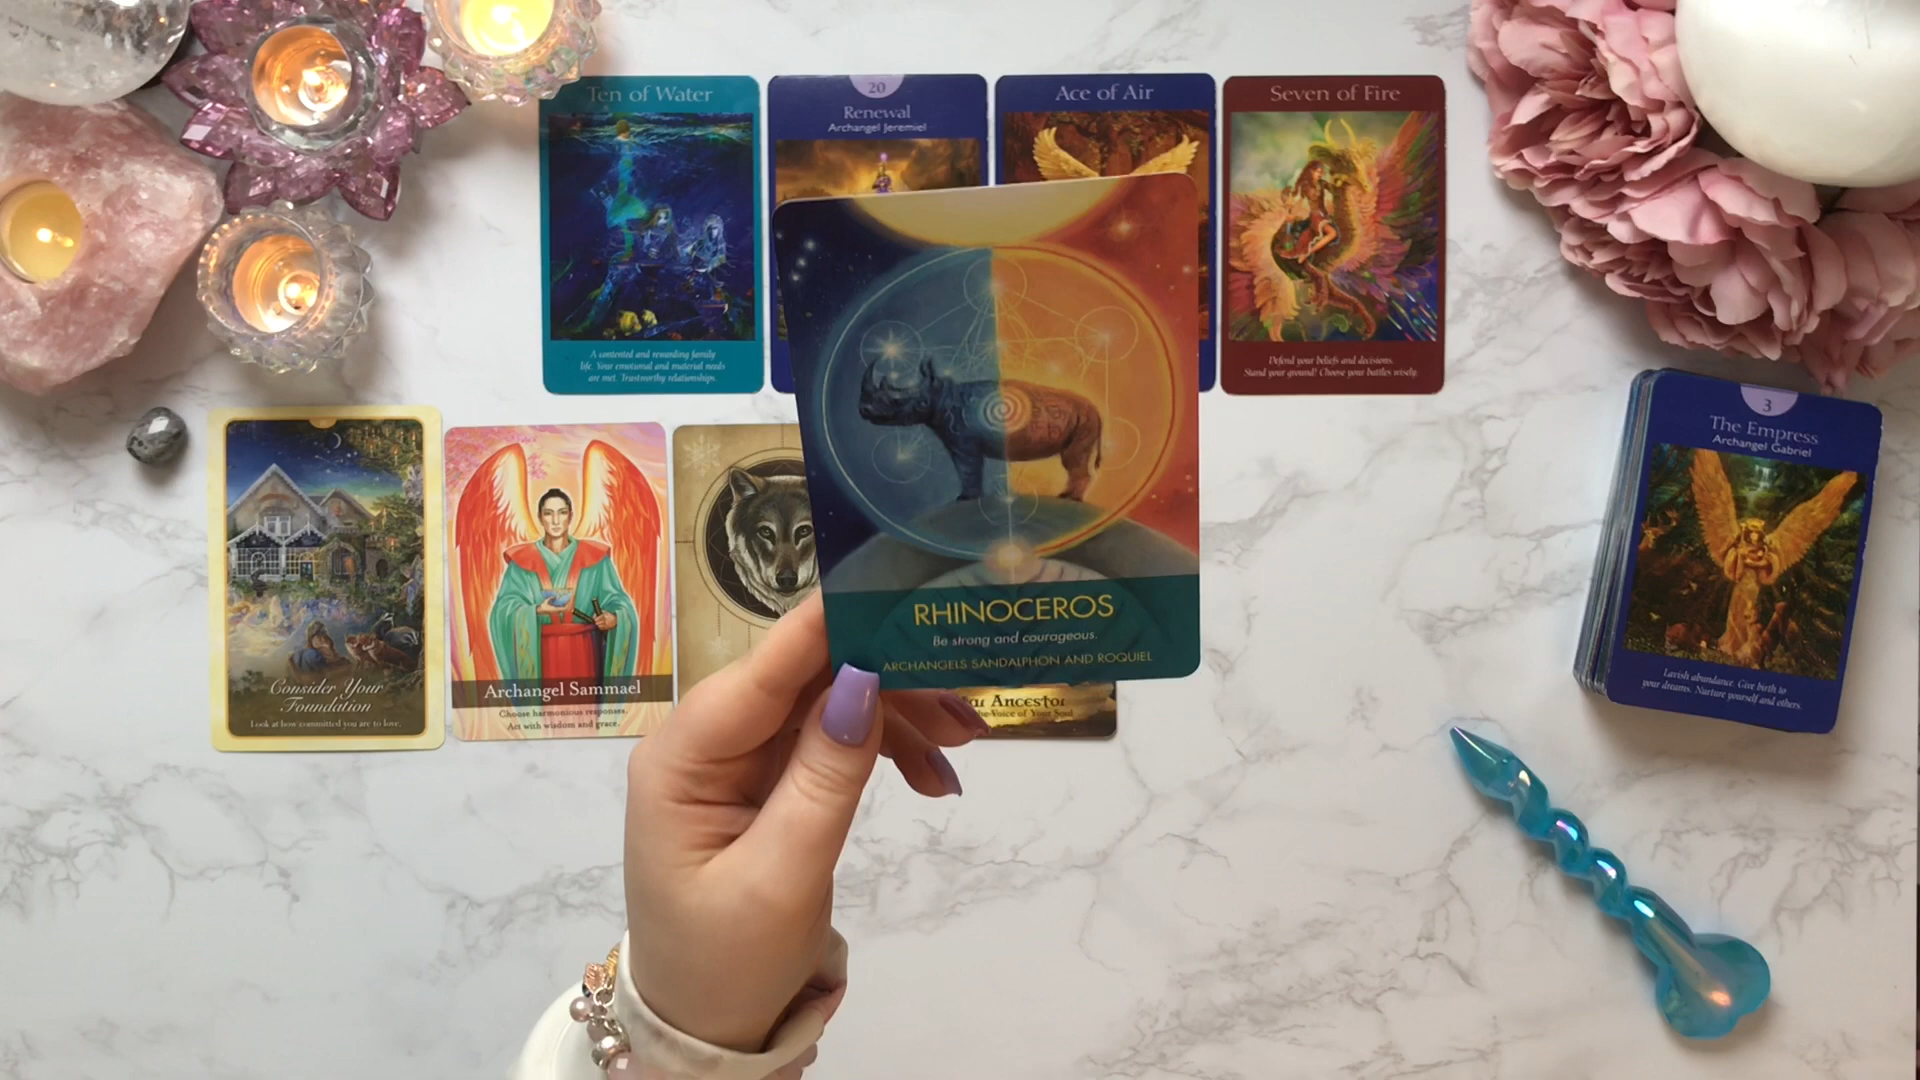 Ten of Water
A contented and rewarding family
life. Your emotional and material needs
are met. Trustworthy relationships.
20
Renewal
Archangel Jeremiel
Ace of Air
Seven of Fire
Defend your beliefs and decisions.
Stand your ground! Choose your battles wisely.
Consider Your
Foundation
Look at how committed you are to love.
Archangel Sammael
Choose harmonious responses.
Act with wisdom and grace.
RHINOCEROS
Be strong and courageous.
ARCHANGELS SANDALPHON AND ROQUIEL
Ancestor
Voice of Your Soul
3
The Empress
Archangel Gabriel
Lavish abundance. Give birth to
your dreams. Nurture yourself and others.